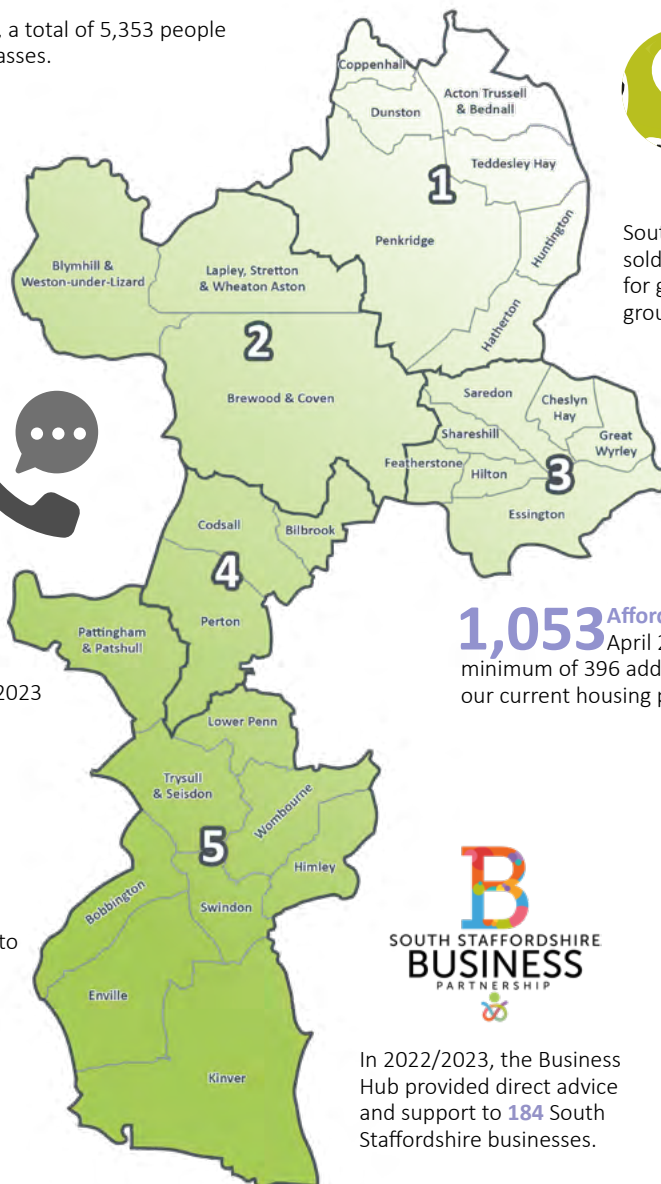 , a total of 5,353 people
asses.
Coppenhall
Acton Trussell
& Bednall
Dunston
Teddesley Hay
1
Penkridge
Huntington
Hatherton
Sout
sold
for g
grou
Blymhill &
Weston-under-Lizard
Lapley, Stretton
& Wheaton Aston
2
Brewood & Coven
Saredon
Cheslyn
Hay
Shareshill
Great
Wyrley
Featherstone
Hilton
3
Essington
Codsall
Bilbrook
4
Perton
Pattingham
& Patshull
1,053 Afford
April 2
minimum of 396 add
our current housing p
2023
Lower Penn
Trysull
& Seisdon
Wombourne
5
Himley
Bobbington
Swindon
to
Enville
Kinver
B
SOUTH STAFFORDSHIRE
BUSINESS
PARTNERSHIP
In 2022/2023, the Business
Hub provided direct advice
and support to 184 South
Staffordshire businesses.